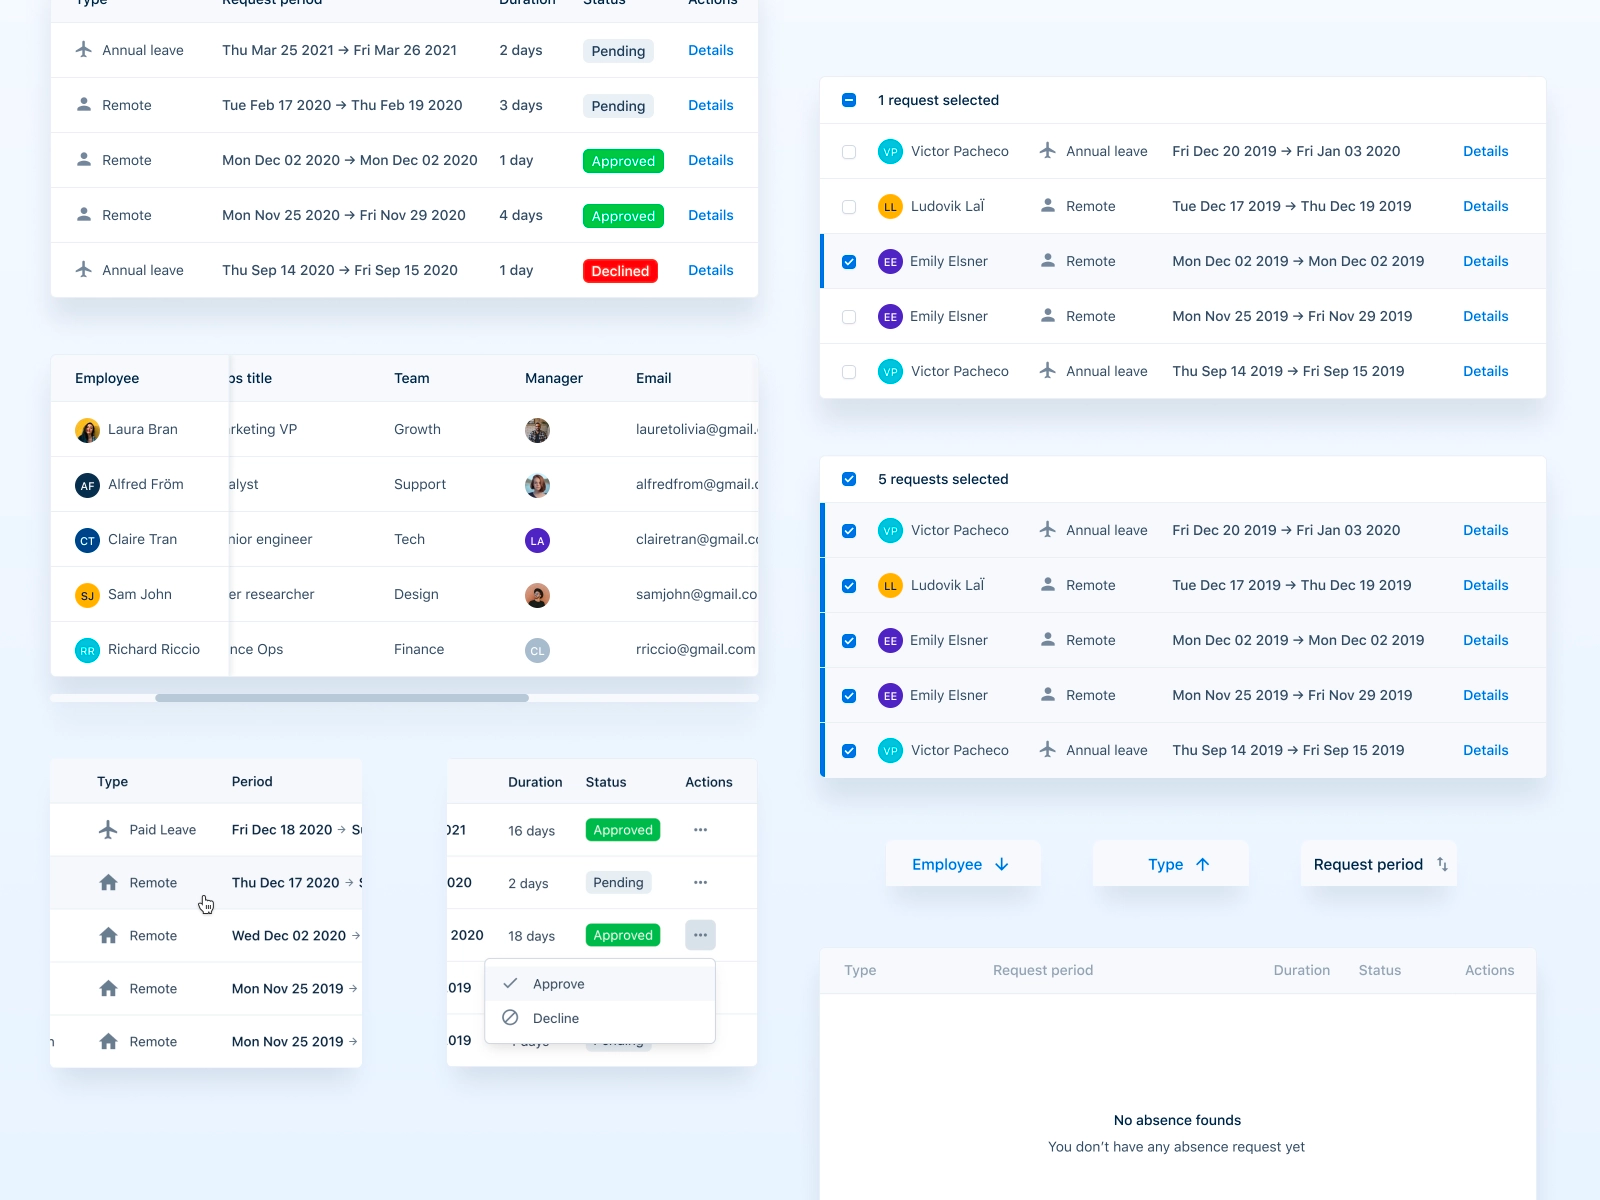 Type Request period Duration Status Actions
Annual leave Thu Mar 25 2021 → Fri Mar 26 2021 2 days Pending Details
Remote Tue Feb 17 2020 → Thu Feb 19 2020 3 days Pending Details
Remote Mon Dec 02 2020 → Mon Dec 02 2020 1 day Approved Details
Remote Mon Nov 25 2020 → Fri Nov 29 2020 4 days Approved Details
Annual leave Thu Sep 14 2020 → Fri Sep 15 2020 1 day Declined Details
Employee bs title Team Manager Email
Laura Bran rketing VP Growth lauretolivia@gmail.
AF Alfred Fröm alyst Support alfredfrom@gmail.c
CT Claire Tran nior engineer Tech LA clairetran@gmail.co
SJ Sam John er researcher Design samjohn@gmail.co
RR Richard Riccio nce Ops Finance CL rriccio@gmail.com
Type Period
Paid Leave Fri Dec 18 2020 → S
Remote Thu Dec 17 2020 → S
Remote Wed Dec 02 2020 →
Remote Mon Nov 25 2019 →
n Remote Mon Nov 25 2019 →
Duration Status Actions
021 16 days Approved ...
020 2 days Pending ...
2020 18 days Approved ...
019 Approve
Decline
019 days Pending
1 request selected
VP Victor Pacheco Annual leave Fri Dec 20 2019 → Fri Jan 03 2020 Details
LL Ludovik LaÏ Remote Tue Dec 17 2019 → Thu Dec 19 2019 Details
EE Emily Elsner Remote Mon Dec 02 2019 → Mon Dec 02 2019 Details
EE Emily Elsner Remote Mon Nov 25 2019 → Fri Nov 29 2019 Details
VP Victor Pacheco Annual leave Thu Sep 14 2019 → Fri Sep 15 2019 Details
5 requests selected
VP Victor Pacheco Annual leave Fri Dec 20 2019 → Fri Jan 03 2020 Details
LL Ludovik LaÏ Remote Tue Dec 17 2019 → Thu Dec 19 2019 Details
EE Emily Elsner Remote Mon Dec 02 2019 → Mon Dec 02 2019 Details
EE Emily Elsner Remote Mon Nov 25 2019 → Fri Nov 29 2019 Details
VP Victor Pacheco Annual leave Thu Sep 14 2019 → Fri Sep 15 2019 Details
Employee ↓ Type ↑ Request period ↑↓
Type Request period Duration Status Actions
No absence founds
You don't have any absence request yet